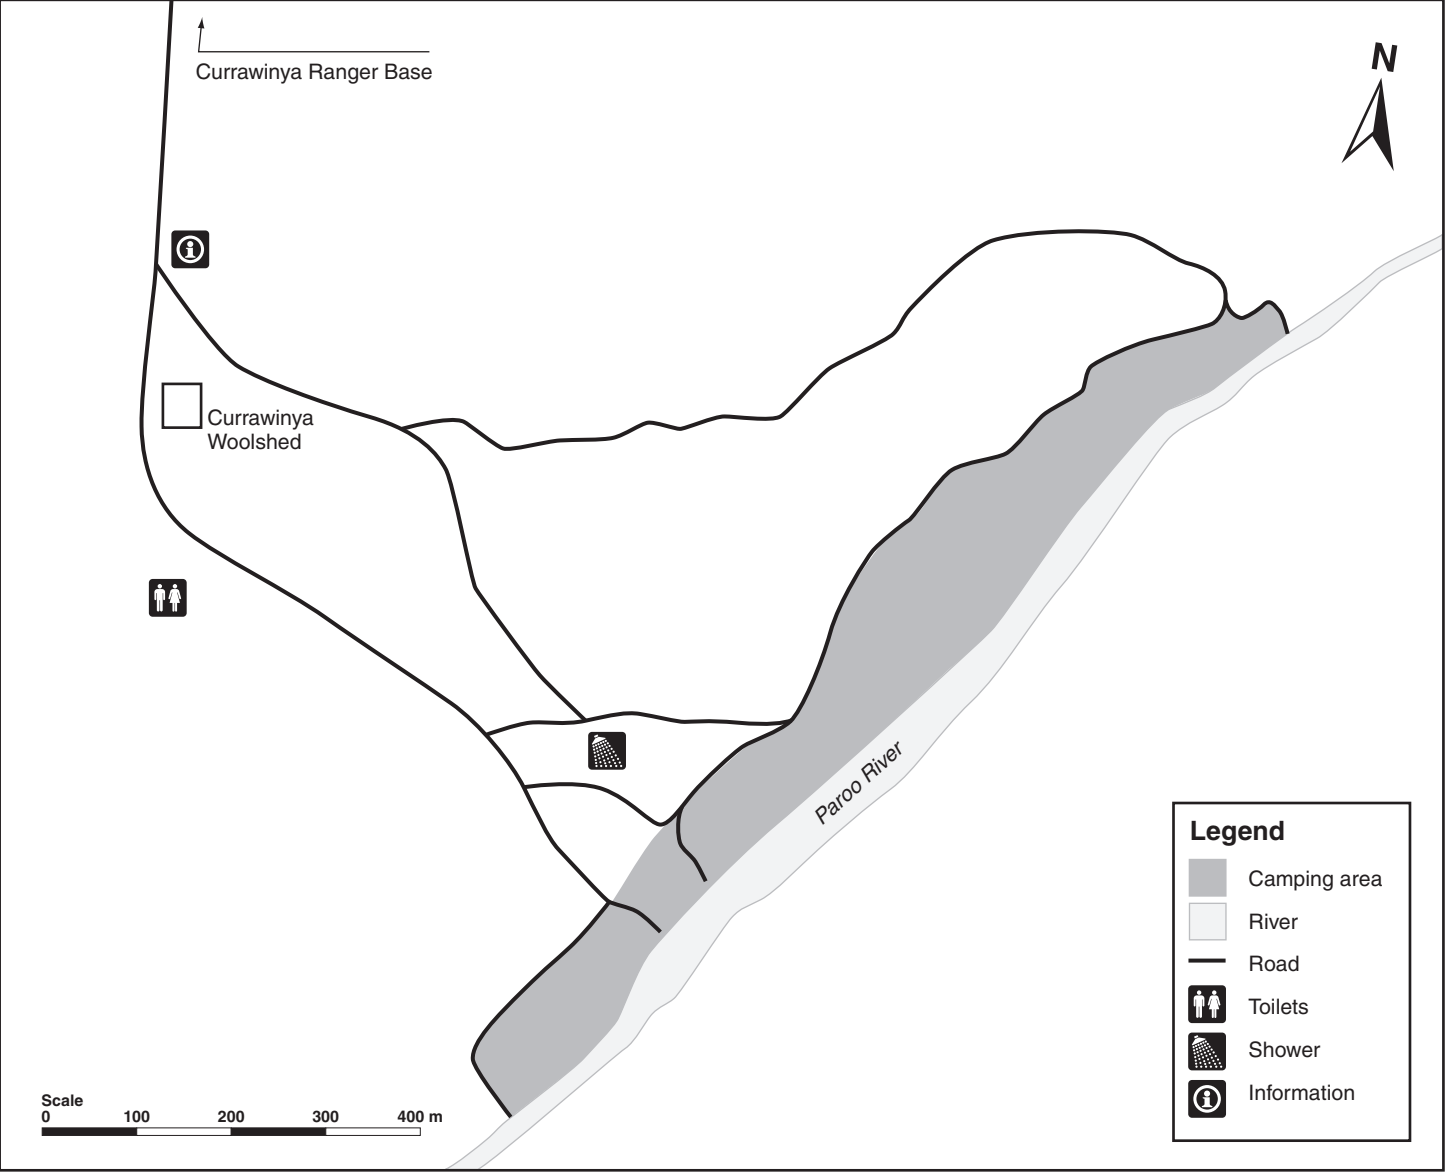 Currawinya Ranger Base
N
Currawinya
Woolshed
Paroo River
Legend
Camping area
River
Road
Toilets
Shower
Information
Scale
0 100 200 300 400 m